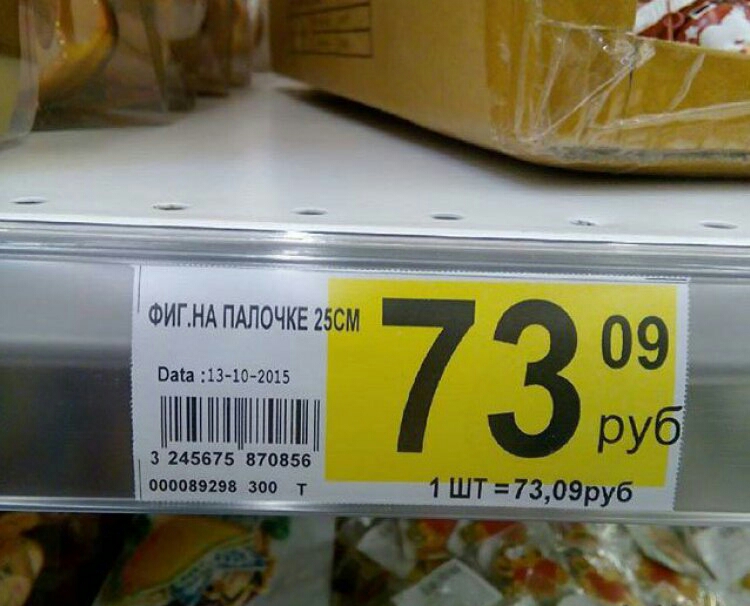 ФИГ.НА ПАЛОЧКЕ 25СМ
Data :13-10-2015
3 245675 870856
000089298 300 Т
73 09
руб
1 ШТ =73,09руб